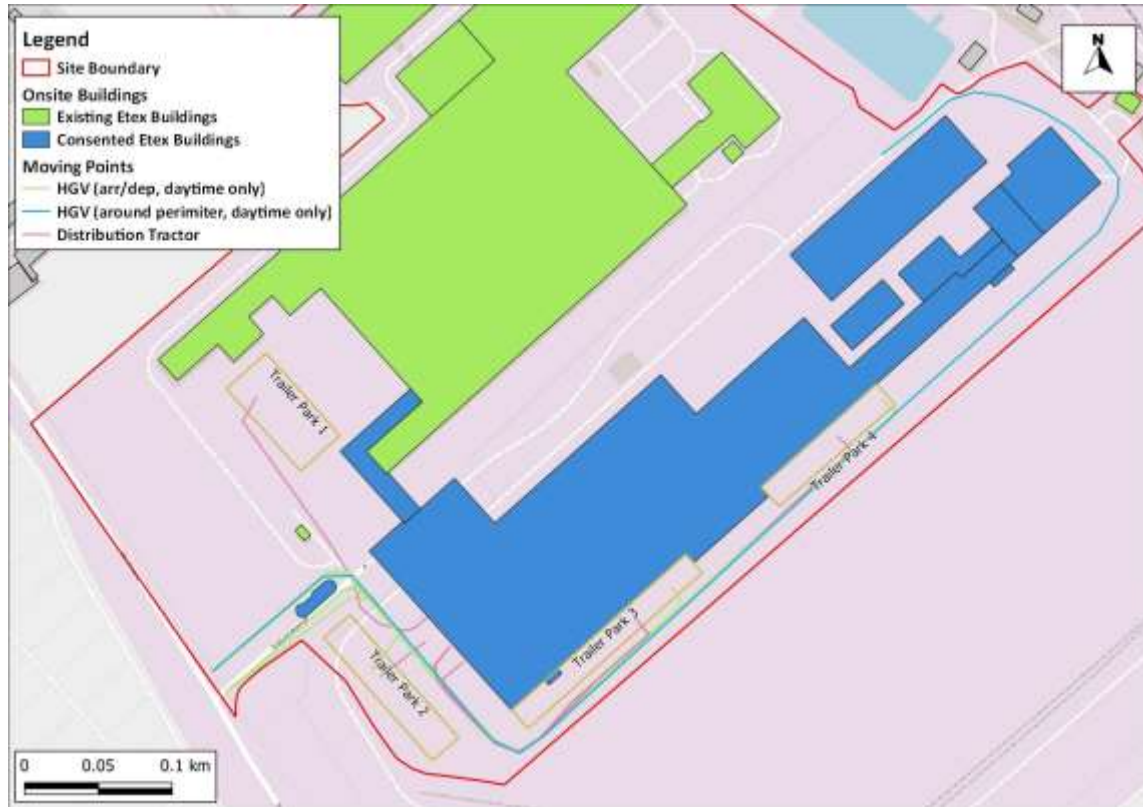 Legend
Site Boundary
Onsite Buildings
Existing Etex Buildings
Consented Etex Buildings
Moving Points
HGV (arr/dep, daytime only)
HGV (around perimiter, daytime only)
Distribution Tractor
N
Trailer Park 1
Trailer Park 4
Trailer Park 3
Trailer Park 2
0 0.05 0.1 km